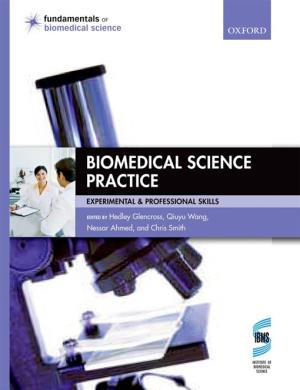 fundamentals OF
biomedical science
OXFORD
BIOMEDICAL SCIENCE
PRACTICE
EXPERIMENTAL & PROFESSIONAL SKILLS
EDITED BY Hedley Glencross, Qiuyu Wang,
Nessar Ahmed, and Chris Smith
IBMS
INSTITUTE OF
BIOMEDICAL
SCIENCE